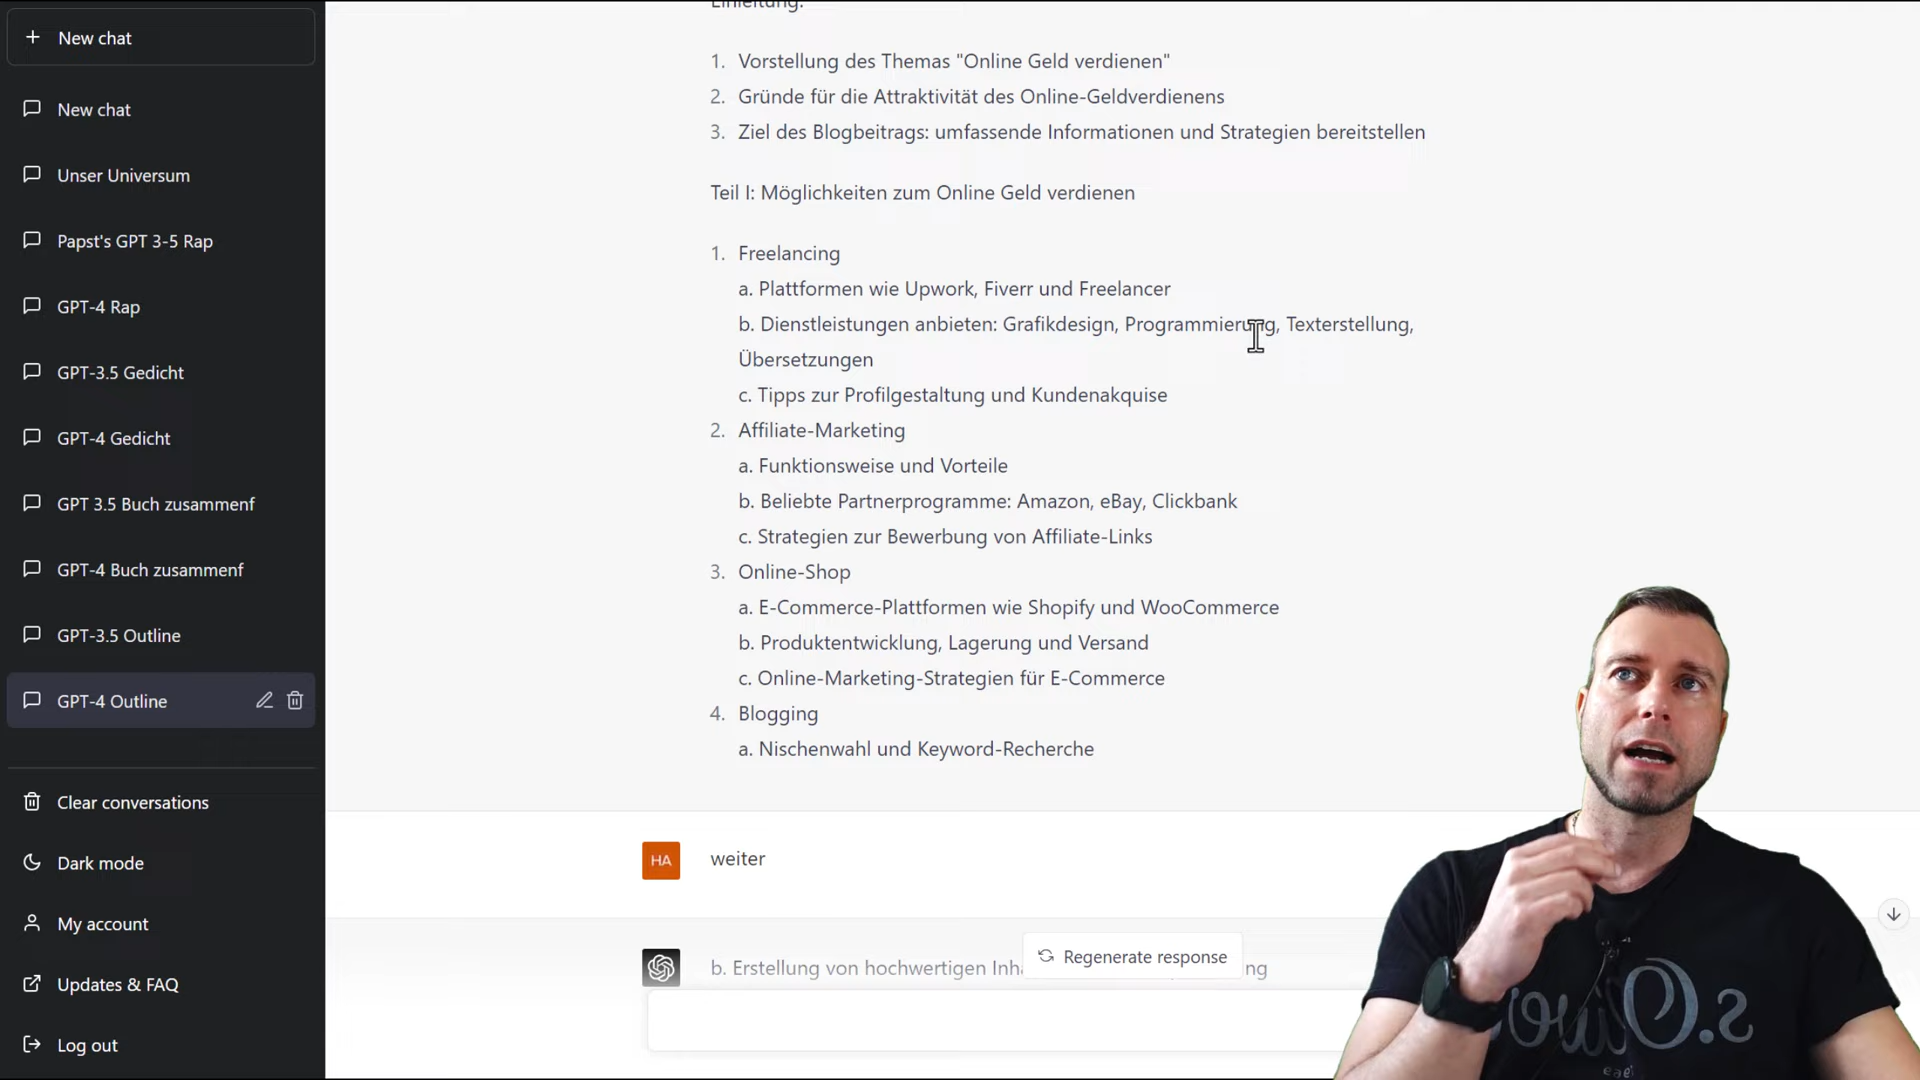 New chat
New chat
Unser Universum
Papst's GPT 3-5 Rap
GPT-4 Rap
GPT-3.5 Gedicht
GPT-4 Gedicht
GPT 3.5 Buch zusammenf
GPT-4 Buch zusammenf
GPT-3.5 Outline
GPT-4 Outline
Clear conversations
Dark mode
My account
Updates & FAQ
Log out
Einleitung:
1. Vorstellung des Themas "Online Geld verdienen"
2. Gründe für die Attraktivität des Online-Geldverdienens
3. Ziel des Blogbeitrags: umfassende Informationen und Strategien bereitstellen
Teil I: Möglichkeiten zum Online Geld verdienen
1. Freelancing
a. Plattformen wie Upwork, Fiverr und Freelancer
b. Dienstleistungen anbieten: Grafikdesign, Programmierung, Texterstellung,
Übersetzungen
c. Tipps zur Profilgestaltung und Kundenakquise
2. Affiliate-Marketing
a. Funktionsweise und Vorteile
b. Beliebte Partnerprogramme: Amazon, eBay, Clickbank
c. Strategien zur Bewerbung von Affiliate-Links
3. Online-Shop
a. E-Commerce-Plattformen wie Shopify und WooCommerce
b. Produktentwicklung, Lagerung und Versand
c. Online-Marketing-Strategien für E-Commerce
4. Blogging
a. Nischenwahl und Keyword-Recherche
HA
weiter
b. Erstellung von hochwertigen
Regenerate response
s.Oliver